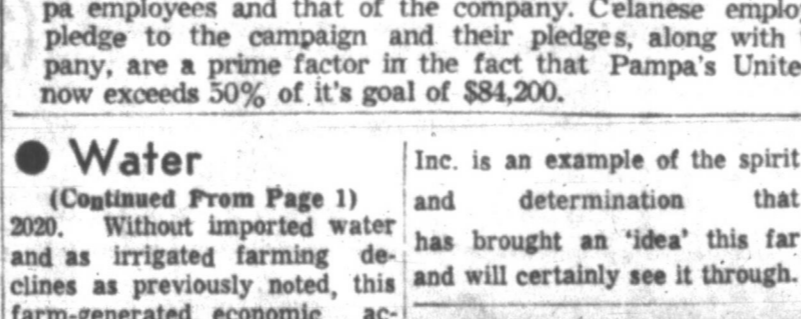 pa employees and that of the company. Celanese emplo
pledge to the campaign and their pledges, along with
pany, are a prime factor in the fact that Pampa's Unite
now exceeds 50% of it's goal of $84,200.
● Water
(Continued From Page 1)
2020. Without imported water
and as irrigated farming de-
clines as previously noted, this
farm-generated economic ac-
Inc. is an example of the spirit
and determination that
has brought an 'idea' this far
and will certainly see it through.